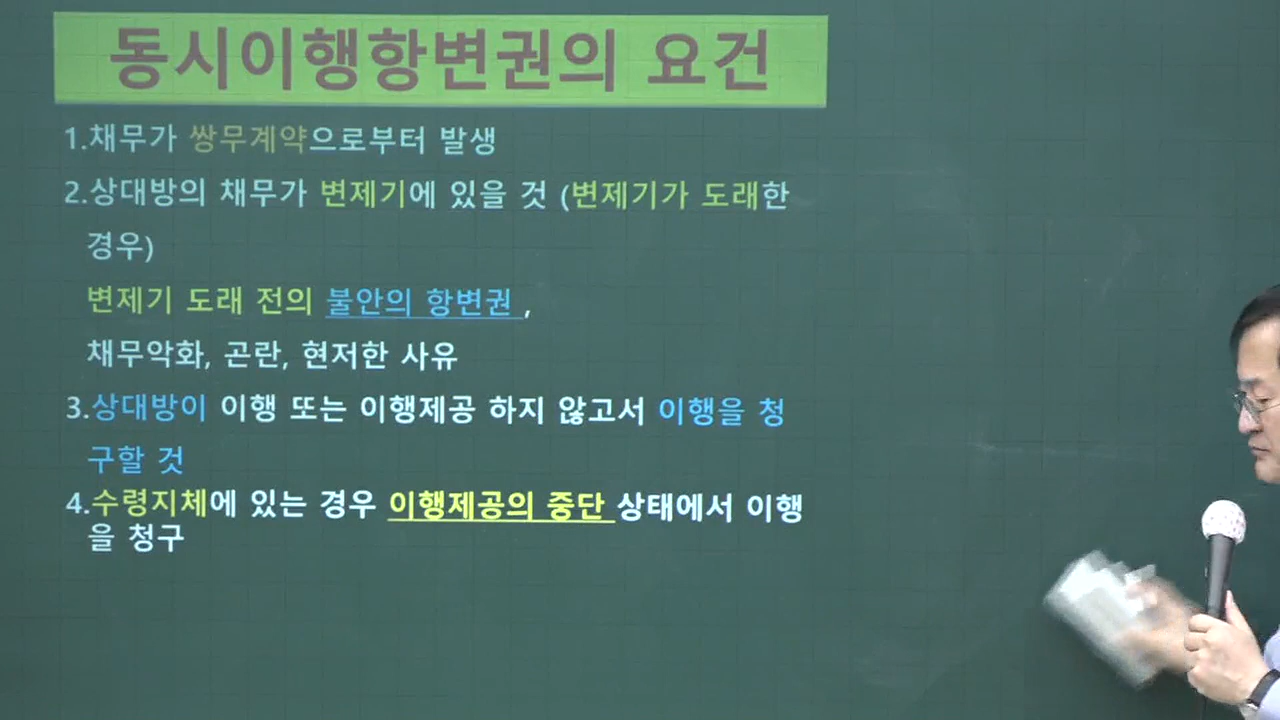 동시이행항변권의 요건
1.채무가 쌍무계약으로부터 발생
2.상대방의 채무가 변제기에 있을 것 (변제기가 도래한
경우)
변제기 도래 전의 불안의 항변권 ,
채무악화, 곤란, 현저한 사유
3.상대방이 이행 또는 이행제공 하지 않고서 이행을 청
구할 것
4.수령지체에 있는 경우 이행제공의 중단 상태에서 이행
을 청구